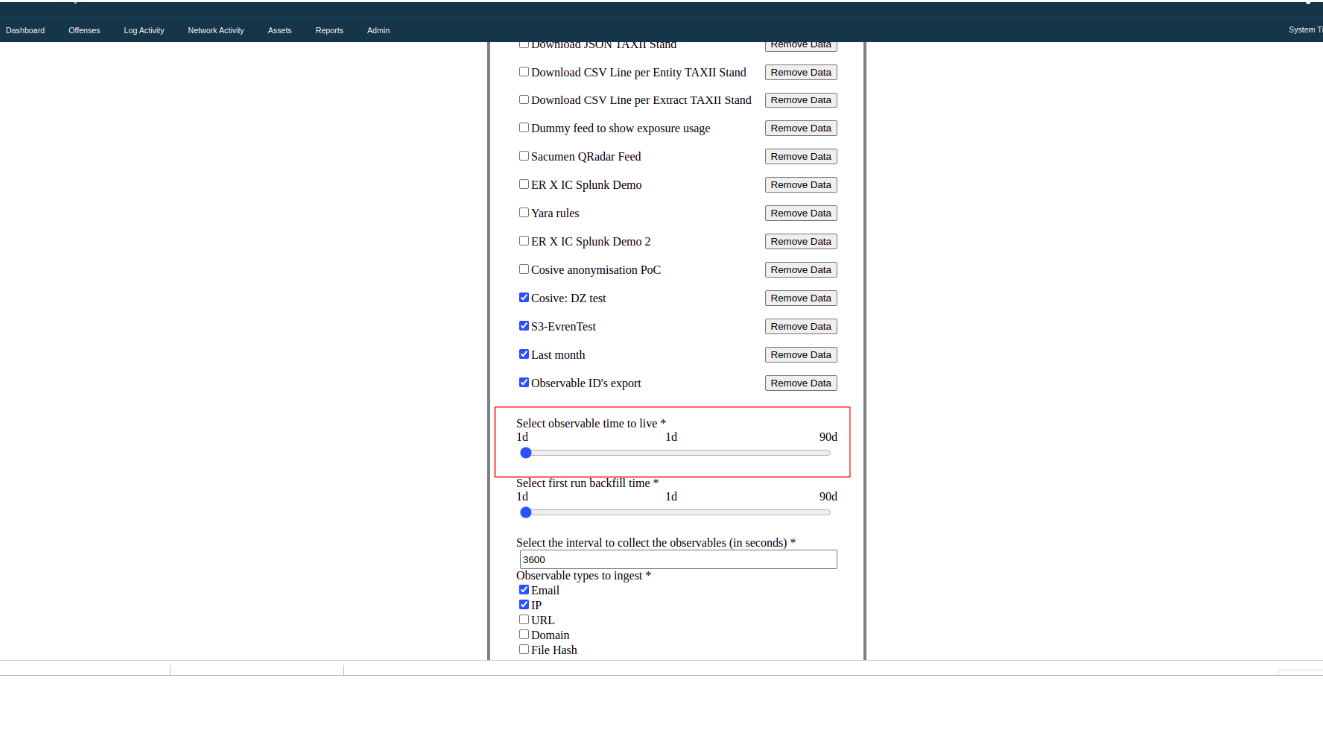 Dashboard Offenses Log Activity Network Activity Assets Reports Admin System Ti
Download JSON TAXII Stand Remove Data
Download CSV Line per Entity TAXII Stand Remove Data
Download CSV Line per Extract TAXII Stand Remove Data
Dummy feed to show exposure usage Remove Data
Sacumen QRadar Feed Remove Data
ER X IC Splunk Demo Remove Data
Yara rules Remove Data
ER X IC Splunk Demo 2 Remove Data
Cosive anonymisation PoC Remove Data
Cosive: DZ test Remove Data
S3-EvrenTest Remove Data
Last month Remove Data
Observable ID's export Remove Data
Select observable time to live *
1d 1d 90d
Select first run backfill time *
1d 1d 90d
Select the interval to collect the observables (in seconds) *
3600
Observable types to ingest *
Email
IP
URL
Domain
File Hash